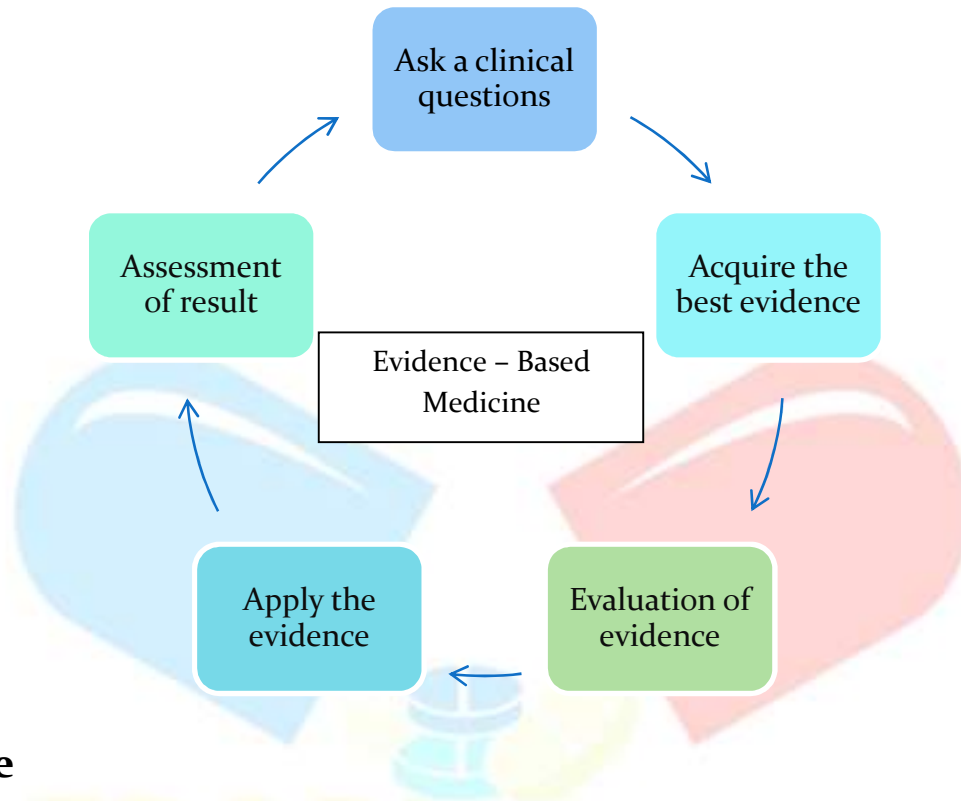 Ask a clinical
questions
Acquire the
best evidence
Evaluation of
evidence
Apply the
evidence
Assessment
of result
Evidence – Based
Medicine
e